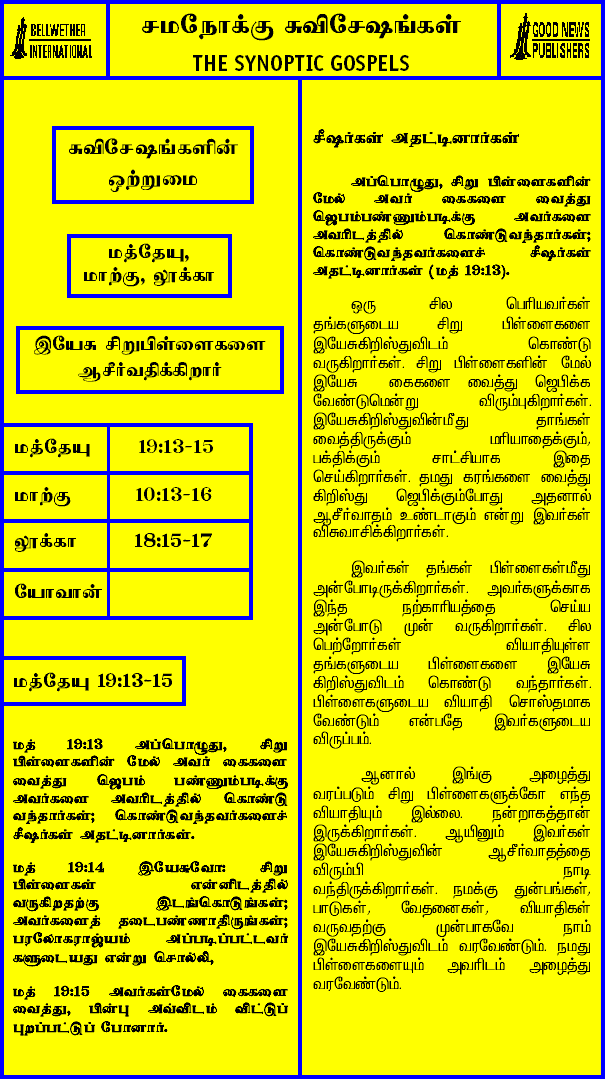 BELLWETHER
INTERNATIONAL
சமநோக்கு சுவிசேஷங்கள்
THE SYNOPTIC GOSPELS
GOOD NEWS
PUBLISHERS
சுவிசேஷங்களின்
ஒற்றுமை
மத்தேயு,
மாற்கு, லூக்கா
இயேசு சிறுபிள்ளைகளை
ஆசீர்வதிக்கிறார்
மத்தேயு 19:13-15
மாற்கு 10:13-16
லூக்கா 18:15-17
யோவான்
மத்தேயு 19:13-15
மத் 19:13 அப்பொழுது, சிறு
பிள்ளைகளின் மேல் அவர் கைகளை
வைத்து ஜெபம் பண்ணும்படிக்கு
அவர்களை அவரிடத்தில் கொண்டு
வந்தார்கள்; கொண்டுவந்தவர்களைச்
சீஷர்கள் அதட்டினார்கள்.
மத் 19:14 இயேசுவோ: சிறு
பிள்ளைகள் என்னிடத்தில்
வருகிறதற்கு இடங்கொடுங்கள்;
அவர்களைத் தடைபண்ணாதிருங்கள்;
பரலோகராஜ்யம் அப்படிப்பட்டவர்
களுடையது என்று சொல்லி,
மத் 19:15 அவர்கள்மேல் கைகளை
வைத்து, பின்பு அவ்விடம் விட்டுப்
புறப்பட்டுப் போனார்.
சீஷர்கள் அதட்டினார்கள்
அப்பொழுது, சிறு பிள்ளைகளின்
மேல் அவர் கைகளை வைத்து
ஜெபம்பண்ணும்படிக்கு அவர்களை
அவரிடத்தில் கொண்டுவந்தார்கள்;
கொண்டுவந்தவர்களைச் சீஷர்கள்
அதட்டினார்கள் (மத் 19:13).
ஒரு சில பெரியவர்கள்
தங்களுடைய சிறு பிள்ளைகளை
இயேசுகிறிஸ்துவிடம் கொண்டு
வருகிறார்கள். சிறு பிள்ளைகளின் மேல்
இயேசு கைகளை வைத்து ஜெபிக்க
வேண்டுமென்று விரும்புகிறார்கள்.
இயேசுகிறிஸ்துவின்மீது தாங்கள்
வைத்திருக்கும் மரியாதைக்கும்,
பக்திக்கும் சாட்சியாக இதை
செய்கிறார்கள். தமது கரங்களை வைத்து
கிறிஸ்து ஜெபிக்கும்போது அதனால்
ஆசீர்வாதம் உண்டாகும் என்று இவர்கள்
விசுவாசிக்கிறார்கள்.
இவர்கள் தங்கள் பிள்ளைகள்மீது
அன்போடிருக்கிறார்கள். அவர்களுக்காக
இந்த நற்காரியத்தை செய்ய
அன்போடு முன் வருகிறார்கள். சில
பெற்றோர்கள் வியாதியுள்ள
தங்களுடைய பிள்ளைகளை இயேசு
கிறிஸ்துவிடம் கொண்டு வந்தார்கள்.
பிள்ளைகளுடைய வியாதி சொஸ்தமாக
வேண்டும் என்பதே இவர்களுடைய
விருப்பம்.
ஆனால் இங்கு அழைத்து
வரப்படும் சிறு பிள்ளைகளுக்கோ எந்த
வியாதியும் இல்லை. நன்றாகத்தான்
இருக்கிறார்கள். ஆயினும் இவர்கள்
இயேசுகிறிஸ்துவின் ஆசீர்வாதத்தை
விரும்பி நாடி
வந்திருக்கிறார்கள். நமக்கு துன்பங்கள்,
பாடுகள், வேதனைகள், வியாதிகள்
வருவதற்கு முன்பாகவே நாம்
இயேசுகிறிஸ்துவிடம் வரவேண்டும். நமது
பிள்ளைகளையும் அவரிடம் அழைத்து
வரவேண்டும்.